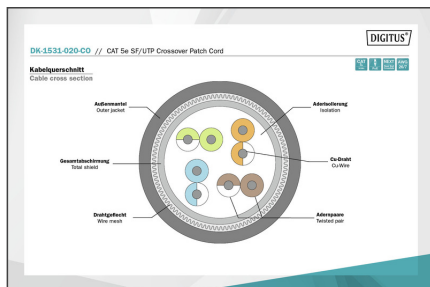 DIGITUS®
DK-1531-020-CO // CAT 5e SF/UTP Crossover Patch Cord
Kabelquerschnitt
Cable cross section
Außenmantel
Outer jacket
Aderisolierung
Isolation
Gesamtabschirmung
Total shield
Cu-Draht
Cu-Wire
Drahtgeflecht
Wire mesh
Adernpaare
Twisted pair